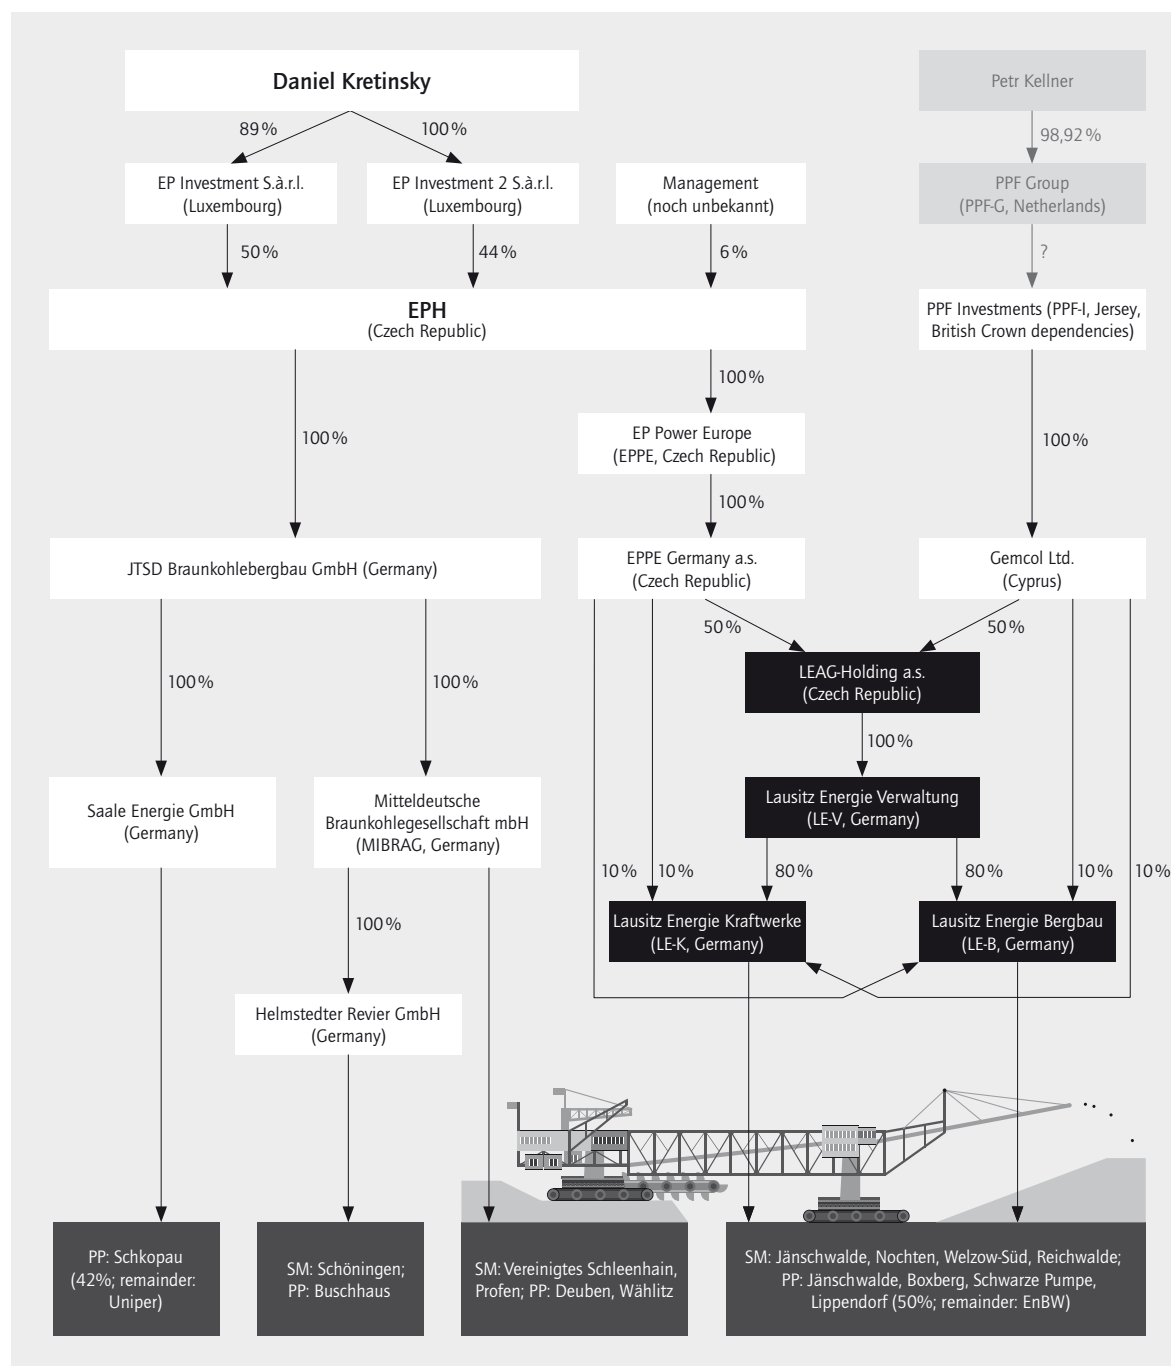 Daniel Kretinsky
Petr Kellner
89%
100%
98,92%
EP Investment S.à.r.l.
(Luxembourg)
EP Investment 2 S.à.r.l.
(Luxembourg)
Management
(noch unbekannt)
PPF Group
(PPF-G, Netherlands)
50%
44%
6%
?
EPH
(Czech Republic)
PPF Investments (PPF-I, Jersey,
British Crown dependencies)
100%
EP Power Europe
(EPPE, Czech Republic)
100%
100%
100%
JTSD Braunkohlebergbau GmbH (Germany)
EPPE Germany a.s.
(Czech Republic)
Gemcol Ltd.
(Cyprus)
50%
50%
LEAG-Holding a.s.
(Czech Republic)
100%
100%
100%
Saale Energie GmbH
(Germany)
Mitteldeutsche
Braunkohlegesellschaft mbH
(MIBRAG, Germany)
Lausitz Energie Verwaltung
(LE-V, Germany)
10%
10%
80%
80%
10%
10%
100%
Lausitz Energie Kraftwerke
(LE-K, Germany)
Lausitz Energie Bergbau
(LE-B, Germany)
Helmstedter Revier GmbH
(Germany)
PP: Schkopau
(42%; remainder:
Uniper)
SM: Schöningen;
PP: Buschhaus
SM: Vereinigtes Schleenhain,
Profen; PP: Deuben, Wählitz
SM: Jänschwalde, Nochten, Welzow-Süd, Reichwalde;
PP: Jänschwalde, Boxberg, Schwarze Pumpe,
Lippendorf (50%; remainder: EnBW)